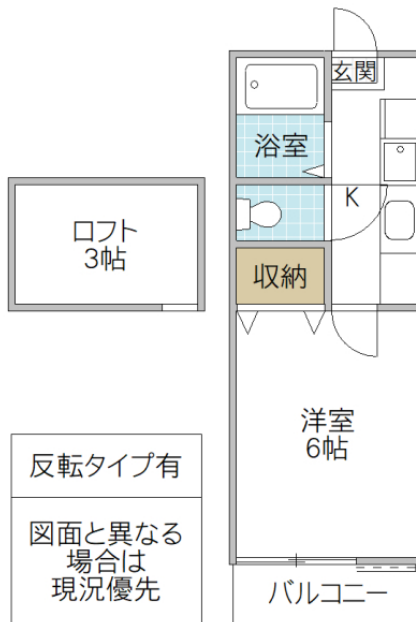 玄関
浴室
K
ロフト
3帖
収納
洋室
6帖
反転タイプ有
図面と異なる
場合は
現況優先
バルコニー